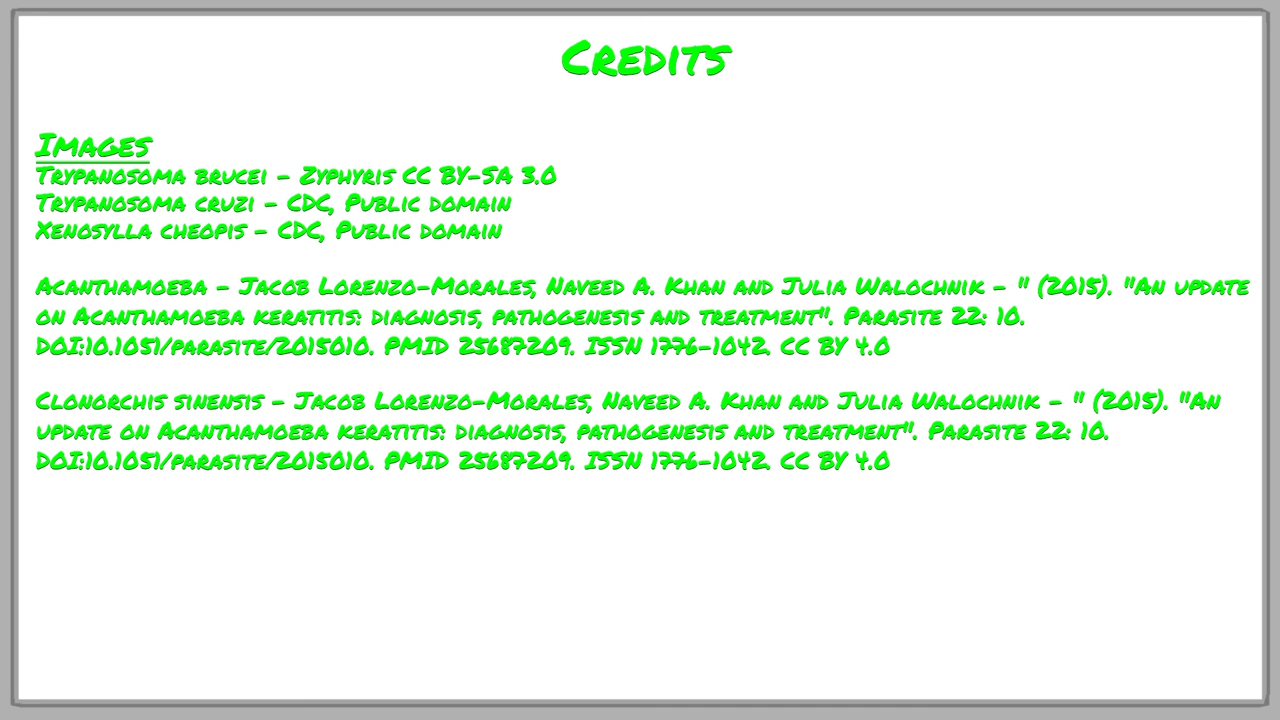 Credits
Images
Trypanosoma brucei - Zyphyris CC BY-SA 3.0
Trypanosoma cruzi - CDC, Public domain
Xenosylla cheopis - CDC, Public domain
Acanthamoeba - Jacob Lorenzo-Morales, Naveed A. Khan and Julia Walochnik - " (2015). "An update
on Acanthamoeba keratitis: diagnosis, pathogenesis and treatment". Parasite 22: 10.
DOI:10.1051/parasite/2015010. PMID 25687209. ISSN 1776-1042. CC BY 4.0
Clonorchis sinensis - Jacob Lorenzo-Morales, Naveed A. Khan and Julia Walochnik - " (2015). "An
update on Acanthamoeba keratitis: diagnosis, pathogenesis and treatment". Parasite 22: 10.
DOI:10.1051/parasite/2015010. PMID 25687209. ISSN 1776-1042. CC BY 4.0